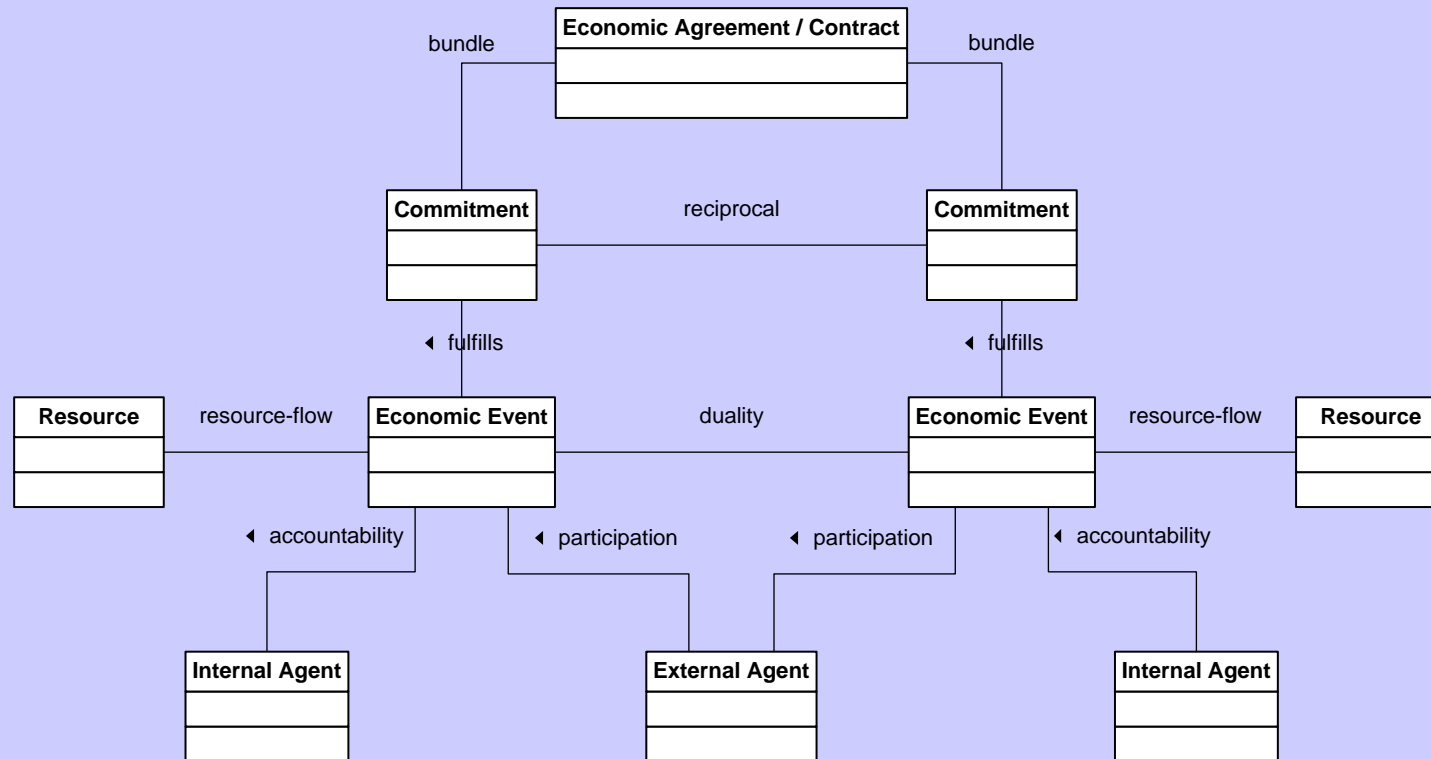 Economic Agreement / Contract
bundle
bundle
Commitment
reciprocal
Commitment
fulfills
fulfills
Resource
resource-flow
Economic Event
duality
Economic Event
resource-flow
Resource
accountability
participation
participation
accountability
Internal Agent
External Agent
Internal Agent